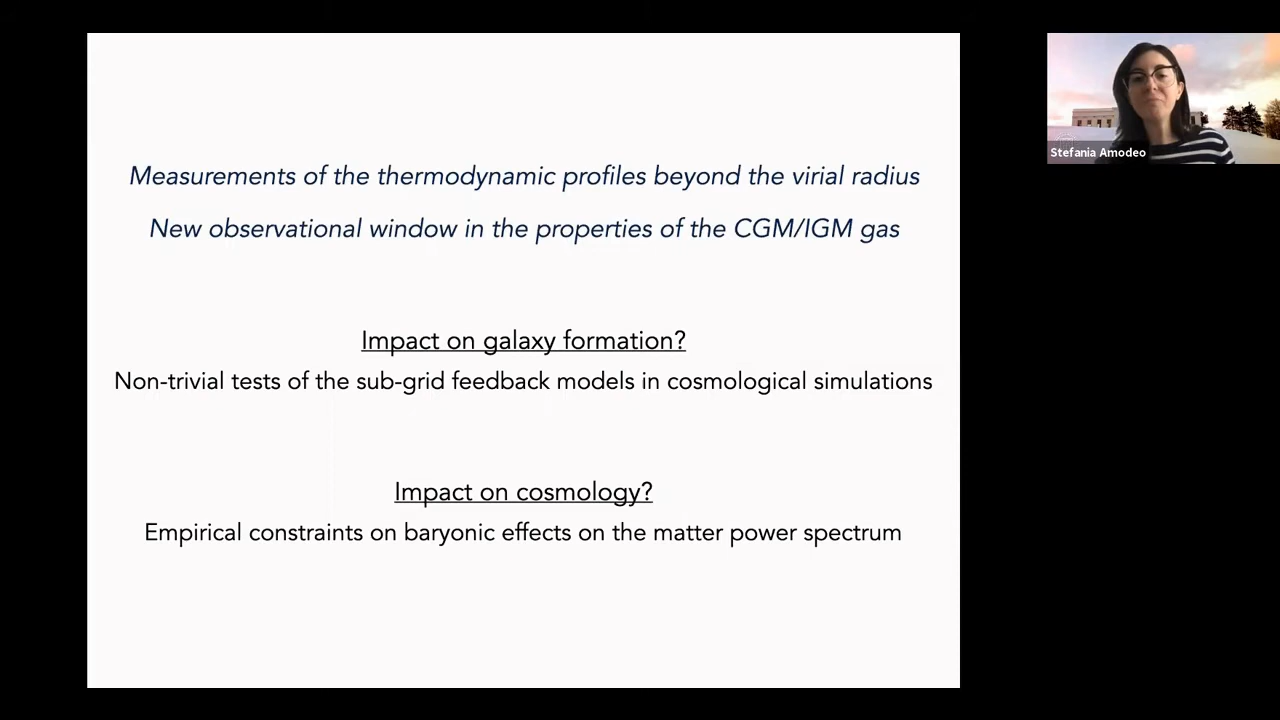 Measurements of the thermodynamic profiles beyond the virial radius
New observational window in the properties of the CGM/IGM gas
Impact on galaxy formation?
Non-trivial tests of the sub-grid feedback models in cosmological simulations
Impact on cosmology?
Empirical constraints on baryonic effects on the matter power spectrum
Stefania Amodeo